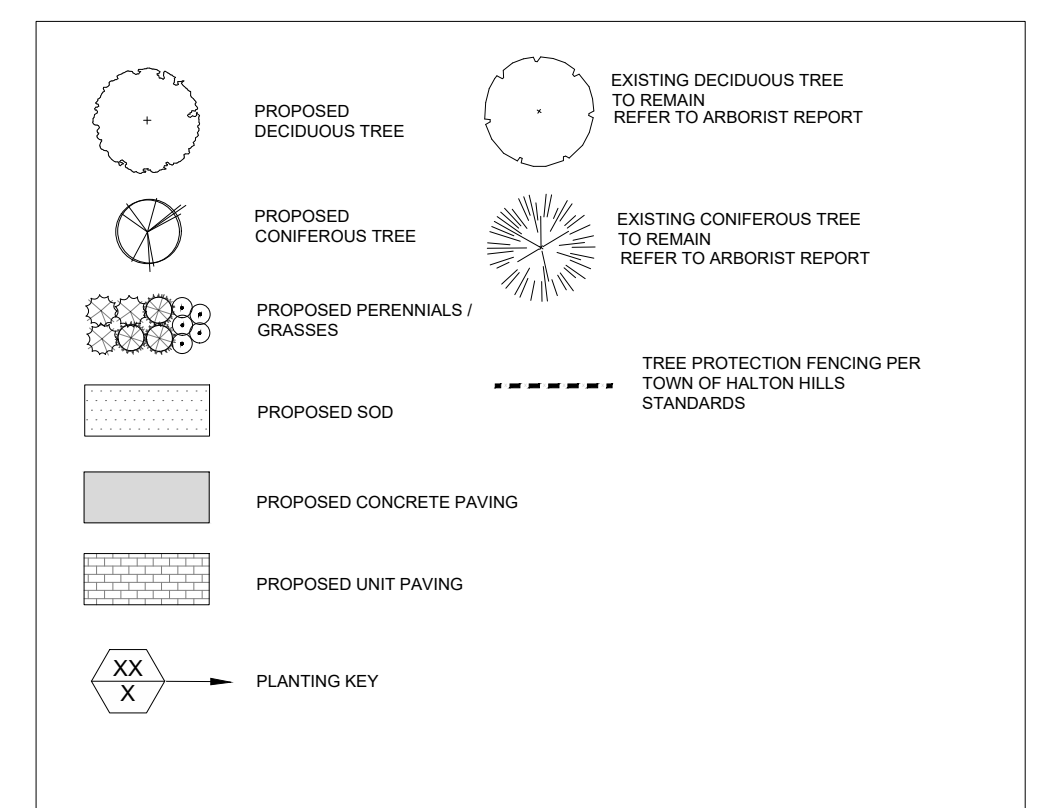 PROPOSED
DECIDUOUS TREE
EXISTING DECIDUOUS TREE
TO REMAIN
REFER TO ARBORIST REPORT
PROPOSED
CONIFEROUS TREE
EXISTING CONIFEROUS TREE
TO REMAIN
REFER TO ARBORIST REPORT
PROPOSED PERENNIALS /
GRASSES
TREE PROTECTION FENCING PER
TOWN OF HALTON HILLS
STANDARDS
PROPOSED SOD
PROPOSED CONCRETE PAVING
PROPOSED UNIT PAVING
XX
X
PLANTING KEY